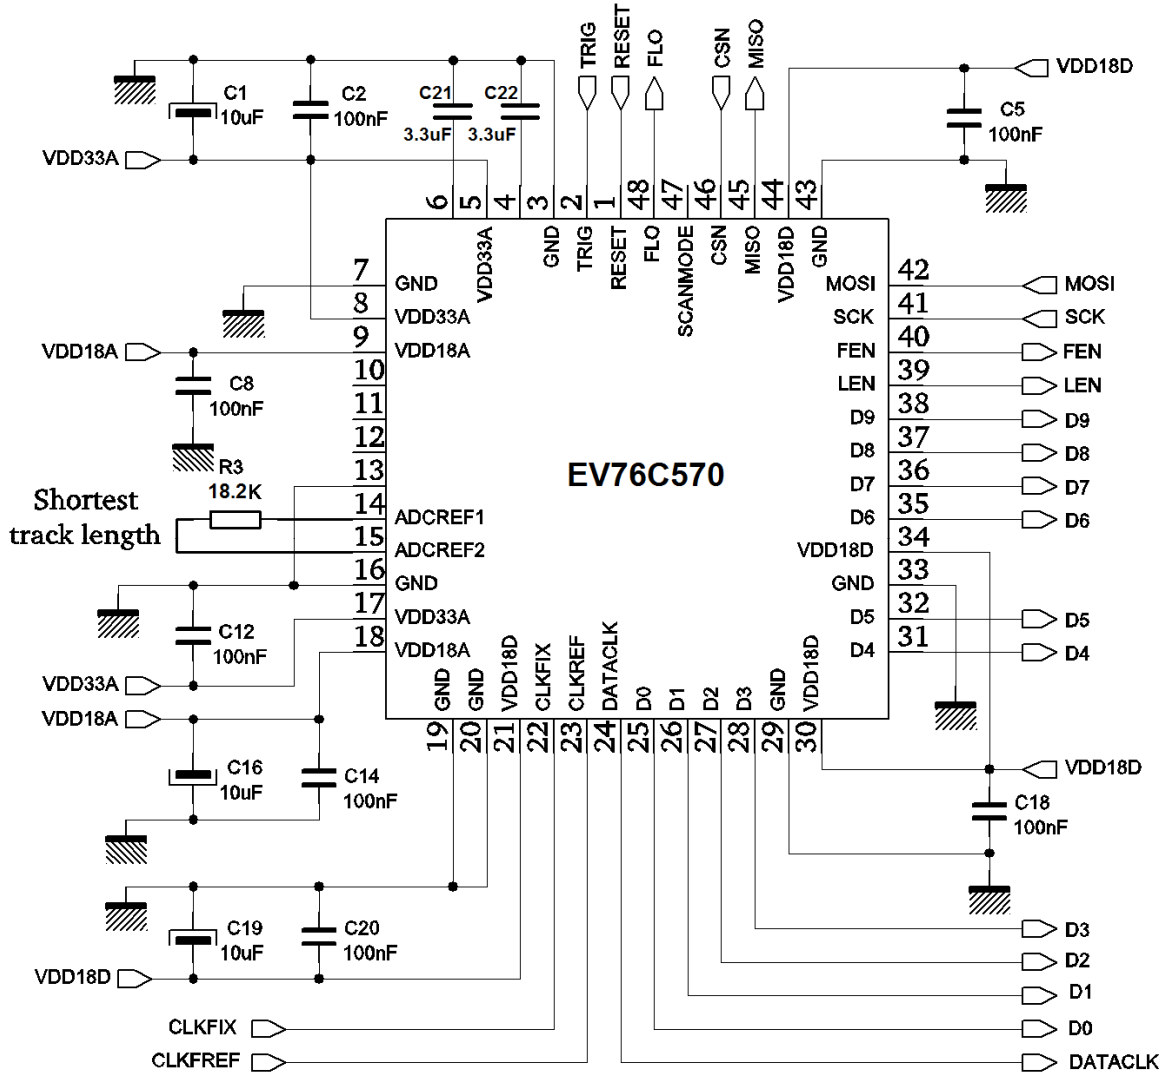 TRIG
RESET
FLO
CSN
MISO
VDD18D
C1
10uF
C2
100nF
C21
3.3uF
C22
3.3uF
C5
100nF
VDD33A
6
5
4
3
2
1
48
47
46
45
44
43
VDD33A
GND
TRIG
RESET
FLO
SCANMODE
CSN
MISO
VDD18D
GND
7 GND
8 VDD33A
VDD18A
9 VDD18A
10
11
12
13
14 ADCREF1
15 ADCREF2
16 GND
17 VDD33A
18 VDD18A
C8
100nF
R3
18.2K
Shortest
track length
C12
100nF
VDD33A
VDD18A
EV76C570
MOSI 42 MOSI
SCK 41 SCK
FEN 40 FEN
LEN 39 LEN
D9 38 D9
D8 37 D8
D7 36 D7
D6 35 D6
VDD18D 34
GND 33
D5 32 D5
D4 31 D4
GND
GND
VDD18D
CLKFIX
CLKREF
DATACLK
D0
D1
D2
D3
GND
VDD18D
19
20
21
22
23
24
25
26
27
28
29
30
C16
10uF
C14
100nF
VDD18D
C18
100nF
C19
10uF
C20
100nF
VDD18D
D3
D2
D1
CLKFIX
D0
CLKFREF
DATACLK